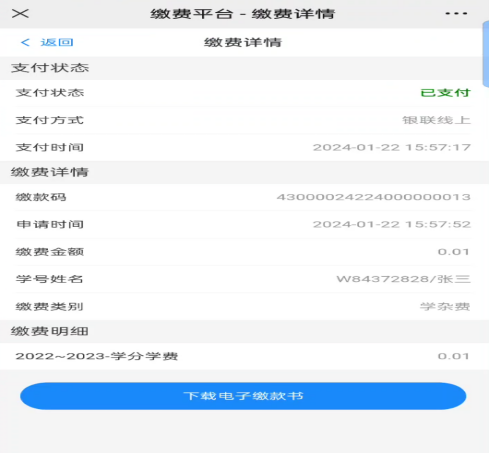 缴费平台 - 缴费详情
< 返回 缴费详情
支付状态
支付状态 已支付
支付方式 银联线上
支付时间 2024-01-22 15:57:17
缴费详情
缴款码 43000024224000000013
申请时间 2024-01-22 15:57:52
缴费金额 0.01
学号姓名 W84372828/张三
缴费类别 学杂费
缴费明细
2022~2023-学分学费 0.01
下载电子缴款书